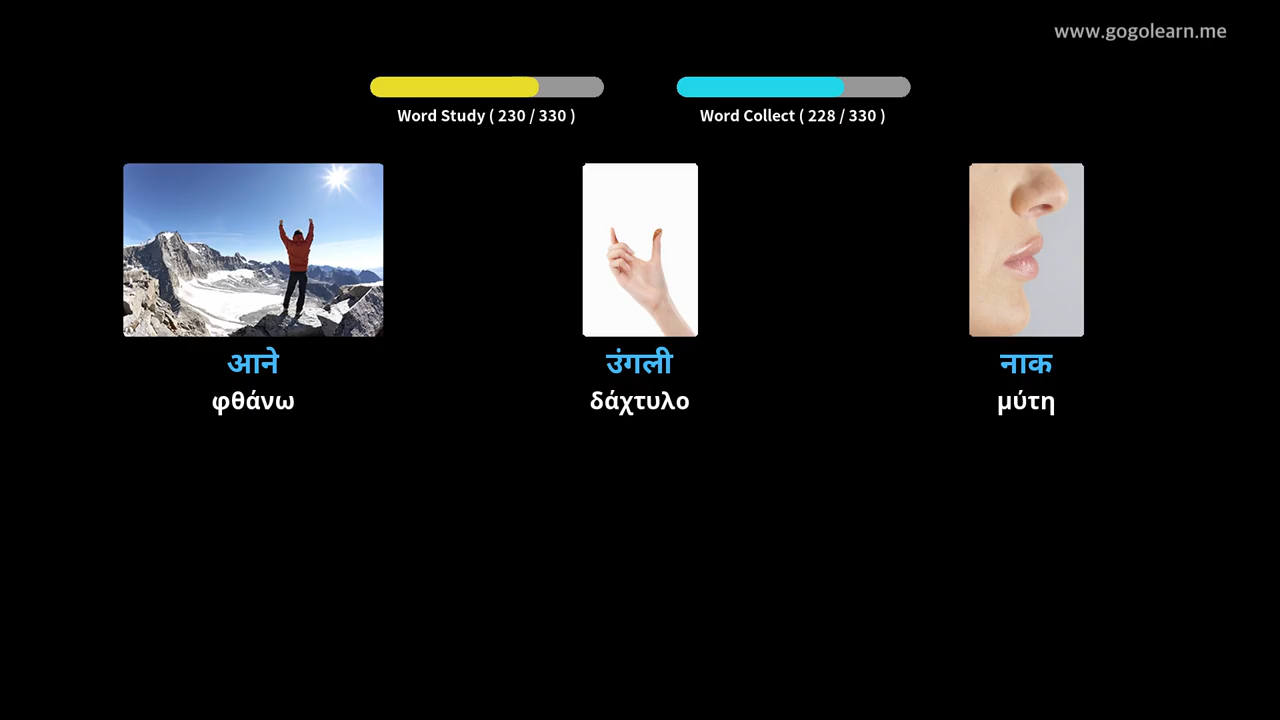 www.gogolearn.me
Word Study ( 230 / 330 )
Word Collect ( 228 / 330 )
आने
φθάνω
उंगली
δάχτυλο
नाक
μύτη